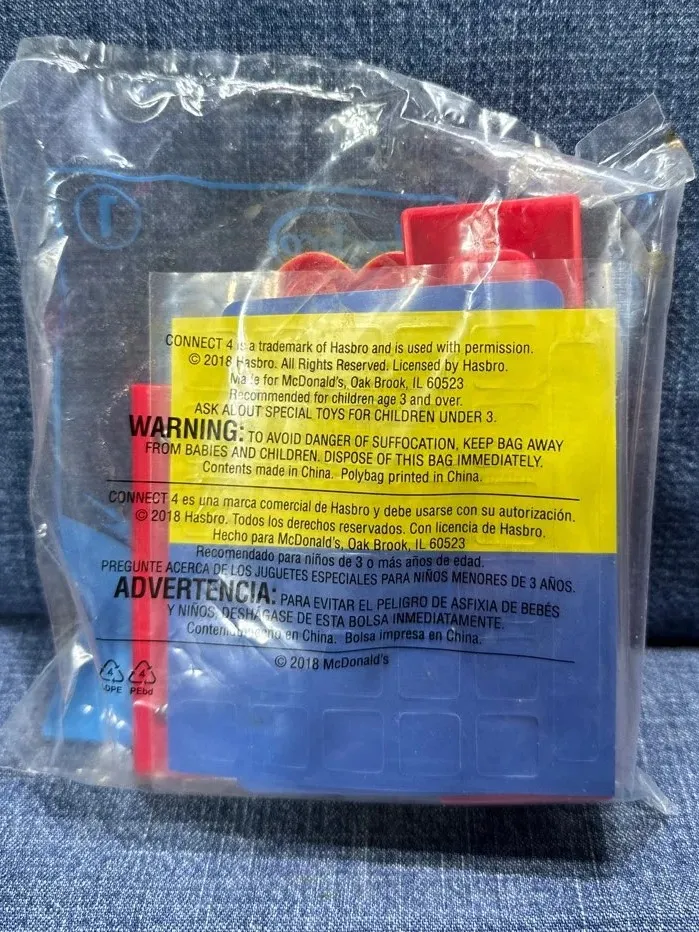 1
CONNECT 4 is a trademark of Hasbro and is used with permission.
© 2018 Hasbro. All Rights Reserved. Licensed by Hasbro.
Made for McDonald's, Oak Brook, IL 60523
Recommended for children age 3 and over.
ASK ABOUT SPECIAL TOYS FOR CHILDREN UNDER 3.
WARNING: TO AVOID DANGER OF SUFFOCATION, KEEP BAG AWAY
FROM BABIES AND CHILDREN. DISPOSE OF THIS BAG IMMEDIATELY.
Contents made in China. Polybag printed in China.
CONNECT 4 es una marca comercial de Hasbro y debe usarse con su autorización.
© 2018 Hasbro. Todos los derechos reservados. Con licencia de Hasbro.
Hecho para McDonald's, Oak Brook, IL 60523
Recomendado para niños de 3 o más años de edad.
PREGUNTE ACERCA DE LOS JUGUETES ESPECIALES PARA NIÑOS MENORES DE 3 AÑOS.
ADVERTENCIA: PARA EVITAR EL PELIGRO DE ASFIXIA DE BEBÉS
Y NIÑOS, DESHÁGASE DE ESTA BOLSA INMEDIATAMENTE.
Contenido hecho en China. Bolsa impresa en China.
© 2018 McDonald's
4 4
LDPE PEbd